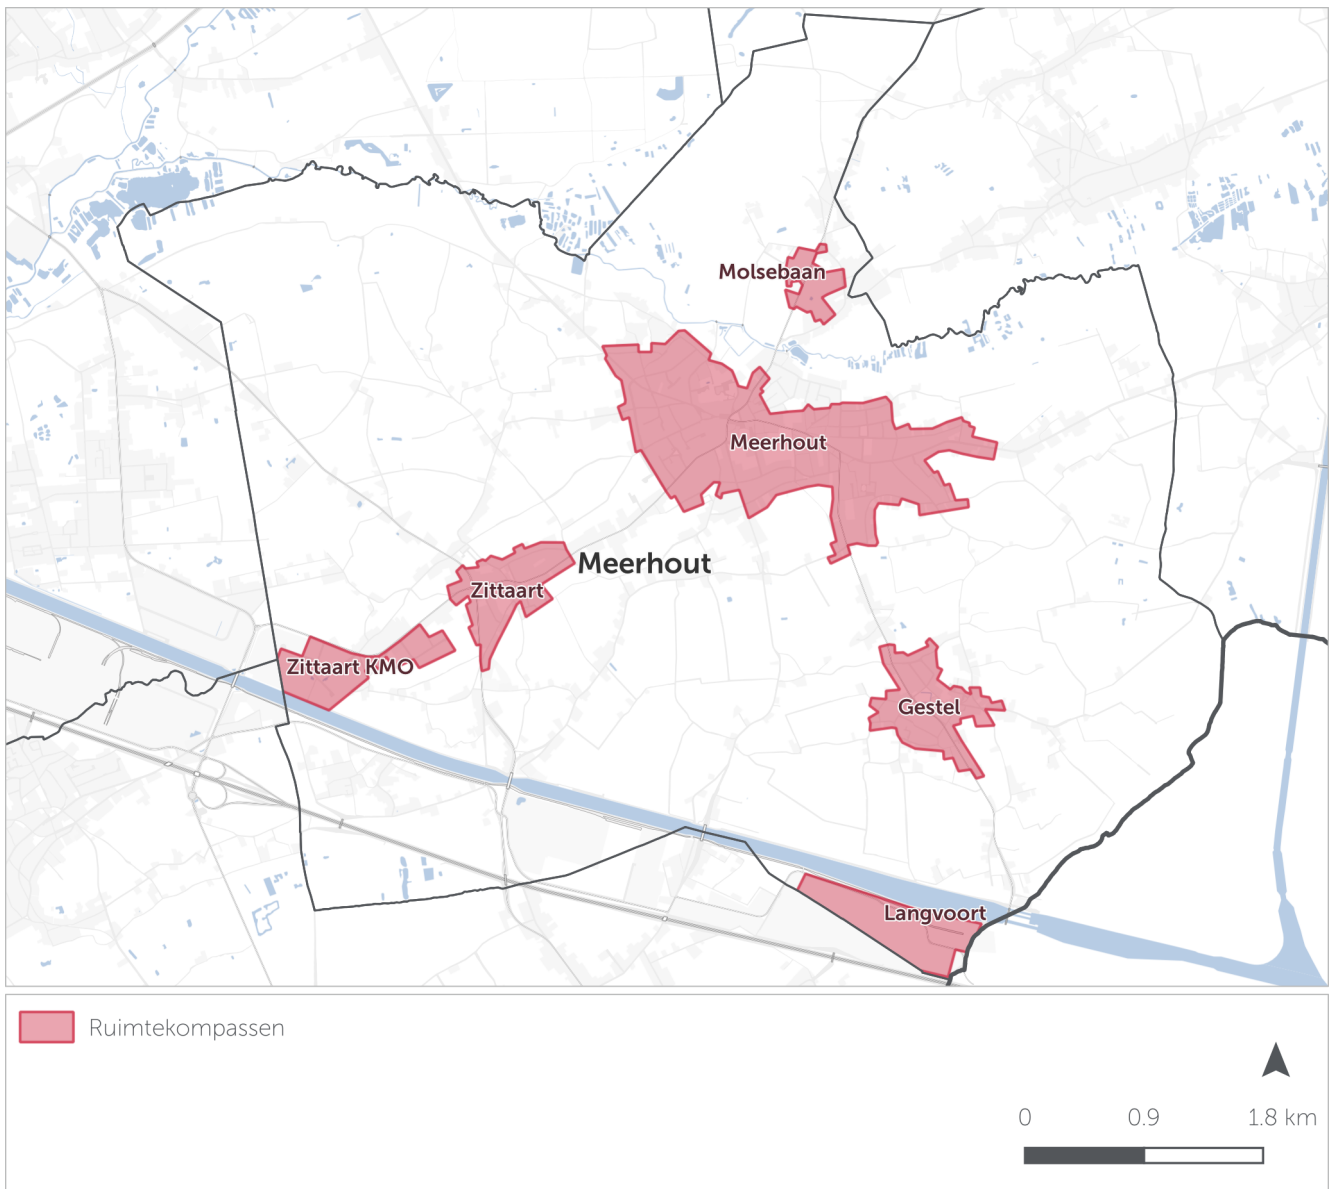 Molsebaan
Meerhout
Meerhout
Zittaart
Zittaart KMO
Gestel
Langvoort
Ruimtekompassen
0 0.9 1.8 km